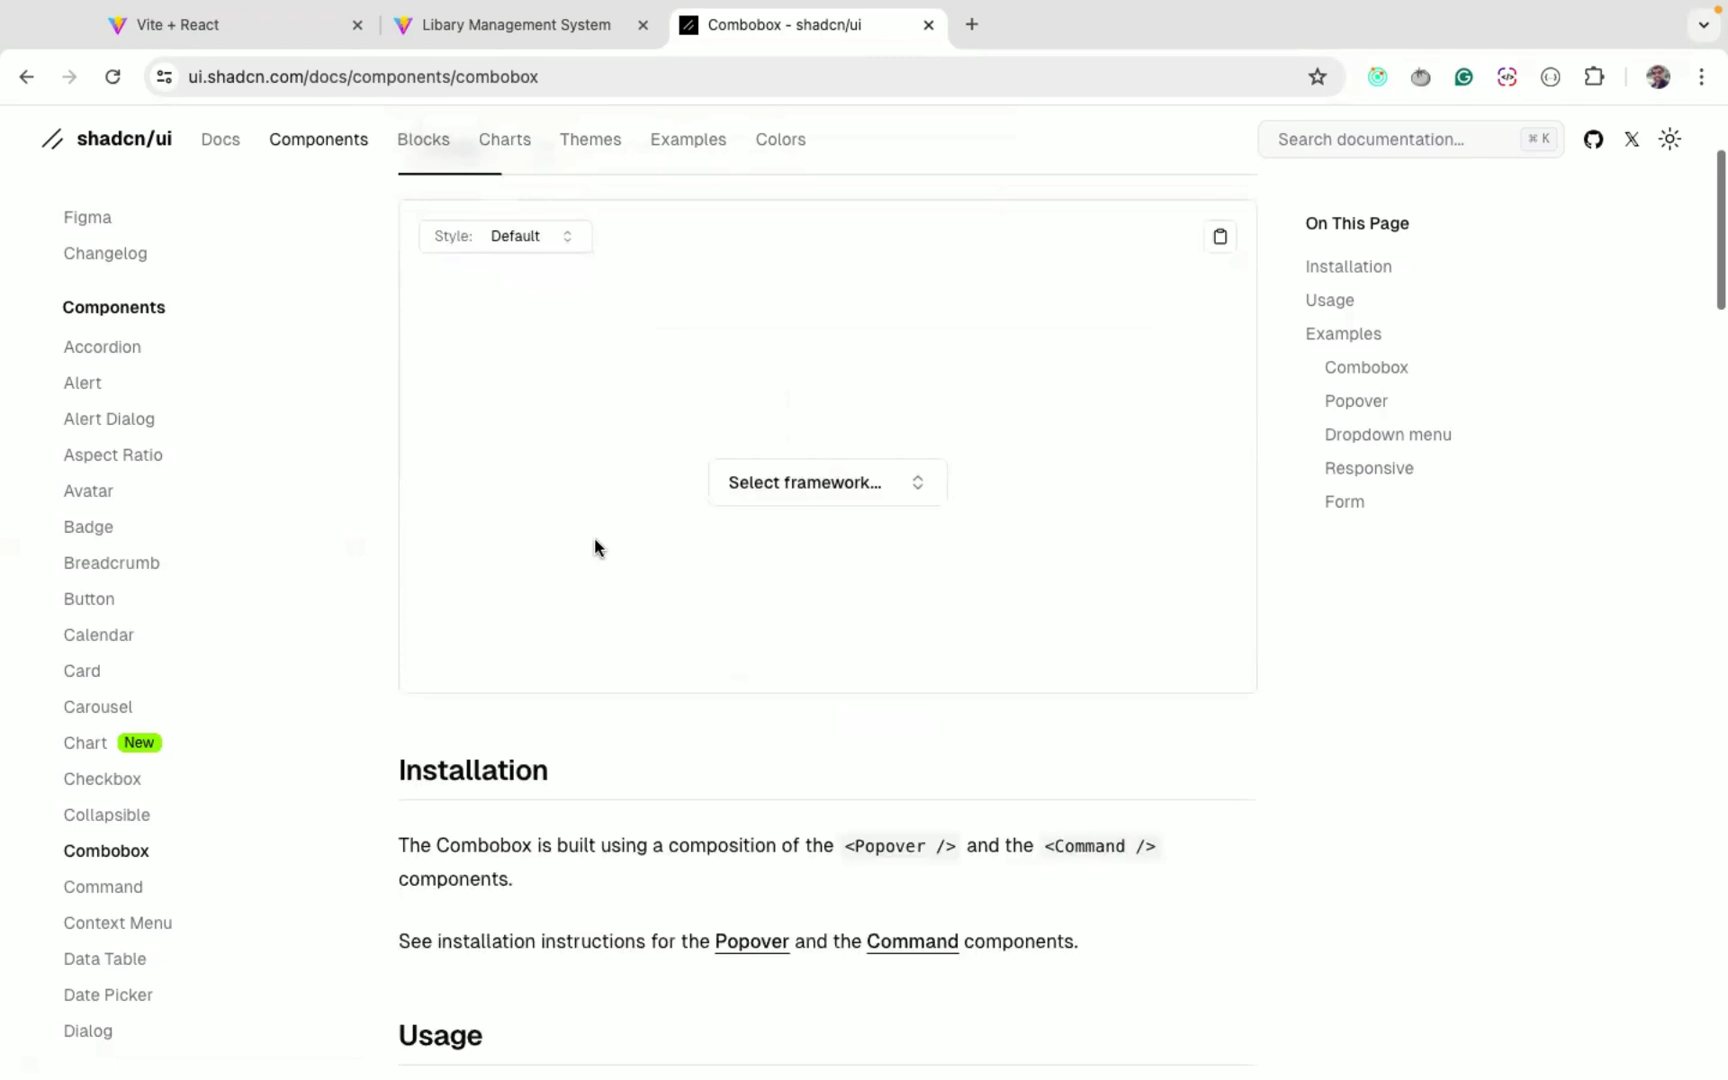 Vite + React
Libary Management System
Combobox - shadcn/ui
ui.shadcn.com/docs/components/combobox
shadcn/ui
Docs
Components
Blocks
Charts
Themes
Examples
Colors
Search documentation...
⌘ K
Figma
Changelog
Components
Accordion
Alert
Alert Dialog
Aspect Ratio
Avatar
Badge
Breadcrumb
Button
Calendar
Card
Carousel
Chart New
Checkbox
Collapsible
Combobox
Command
Context Menu
Data Table
Date Picker
Dialog
Style: Default
Select framework...
Installation
The Combobox is built using a composition of the <Popover /> and the <Command />
components.
See installation instructions for the Popover and the Command components.
Usage
On This Page
Installation
Usage
Examples
Combobox
Popover
Dropdown menu
Responsive
Form